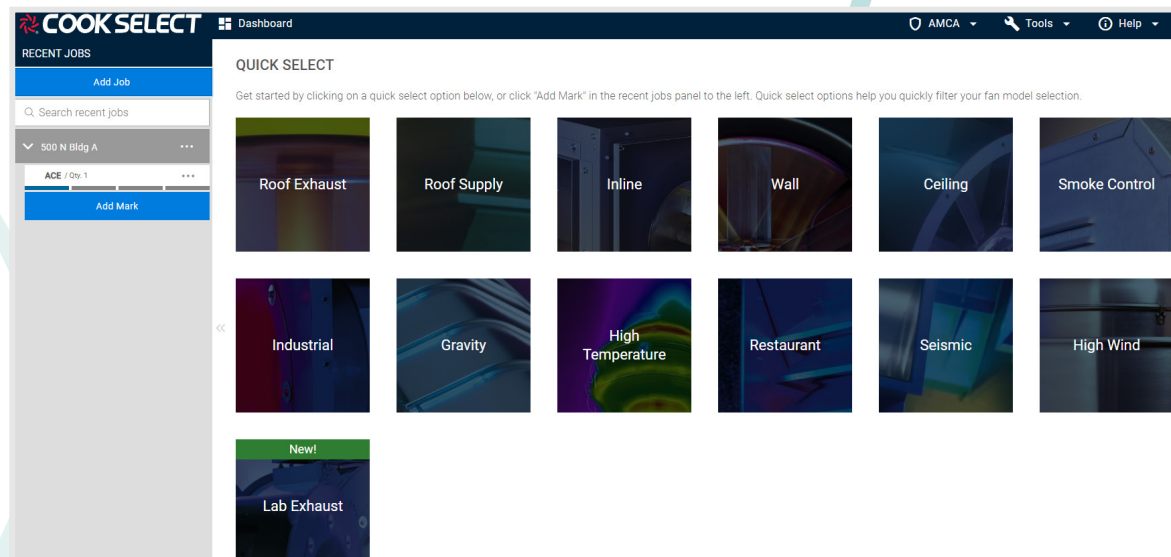 COOK SELECT
Dashboard
AMCA
Tools
Help
RECENT JOBS
Add Job
Search recent jobs
500 N Bldg A
ACE / Qty. 1
Add Mark
QUICK SELECT
Get started by clicking on a quick select option below, or click "Add Mark" in the recent jobs panel to the left. Quick select options help you quickly filter your fan model selection.
Roof Exhaust
Roof Supply
Inline
Wall
Ceiling
Smoke Control
Industrial
Gravity
High
Temperature
Restaurant
Seismic
High Wind
New!
Lab Exhaust